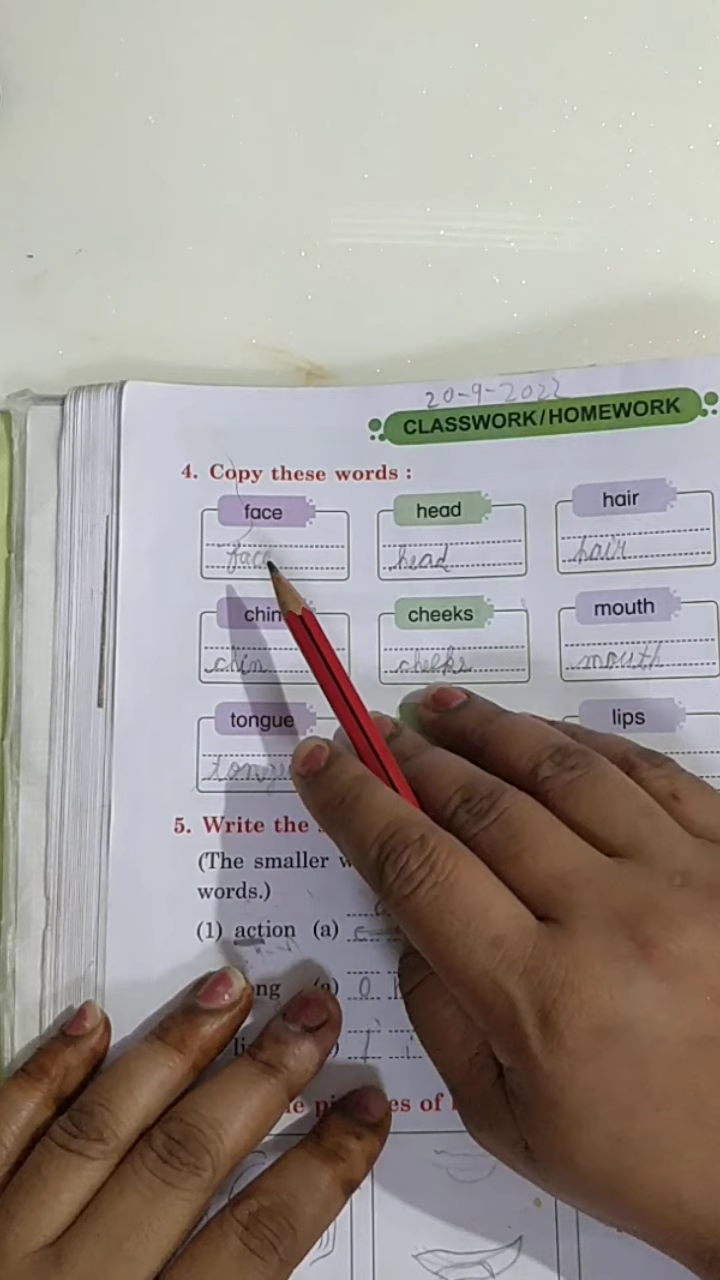 20-9-2022
CLASSWORK/HOMEWORK
4. Copy these words :
face head hair
face head hair
chin cheeks mouth
chin cheeks mouth
tongue lips
5. Write the
(The smaller
words.)
(1) action (a)